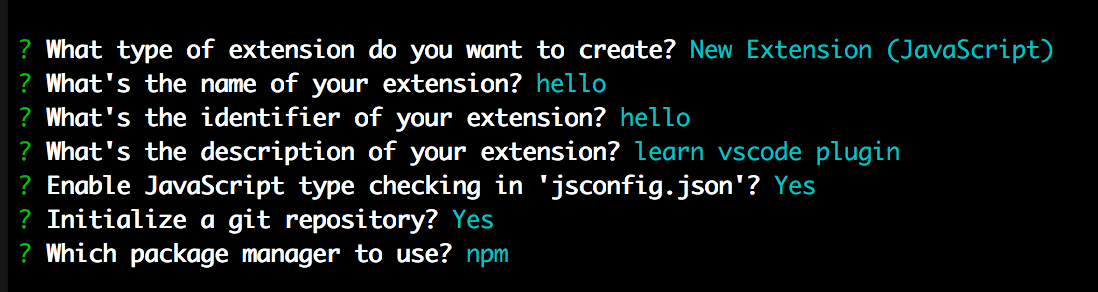 ? What type of extension do you want to create? New Extension (JavaScript)
? What's the name of your extension? hello
? What's the identifier of your extension? hello
? What's the description of your extension? learn vscode plugin
? Enable JavaScript type checking in 'jsconfig.json'? Yes
? Initialize a git repository? Yes
? Which package manager to use? npm